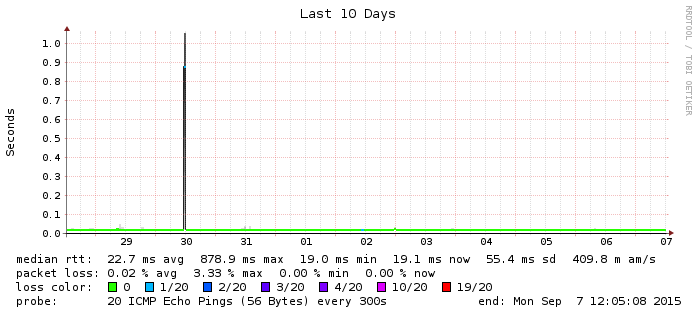 Last 10 Days
RRDTOOL / TOBI OETIKER
Seconds
1.0
0.9
0.8
0.7
0.6
0.5
0.4
0.3
0.2
0.1
0.0
29 30 31 01 02 03 04 05 06 07
median rtt: 22.7 ms avg 878.9 ms max 19.0 ms min 19.1 ms now 55.4 ms sd 409.8 m am/s
packet loss: 0.02 % avg 3.33 % max 0.00 % min 0.00 % now
loss color: 0 1/20 2/20 3/20 4/20 10/20 19/20
probe: 20 ICMP Echo Pings (56 Bytes) every 300s end: Mon Sep 7 12:05:08 2015